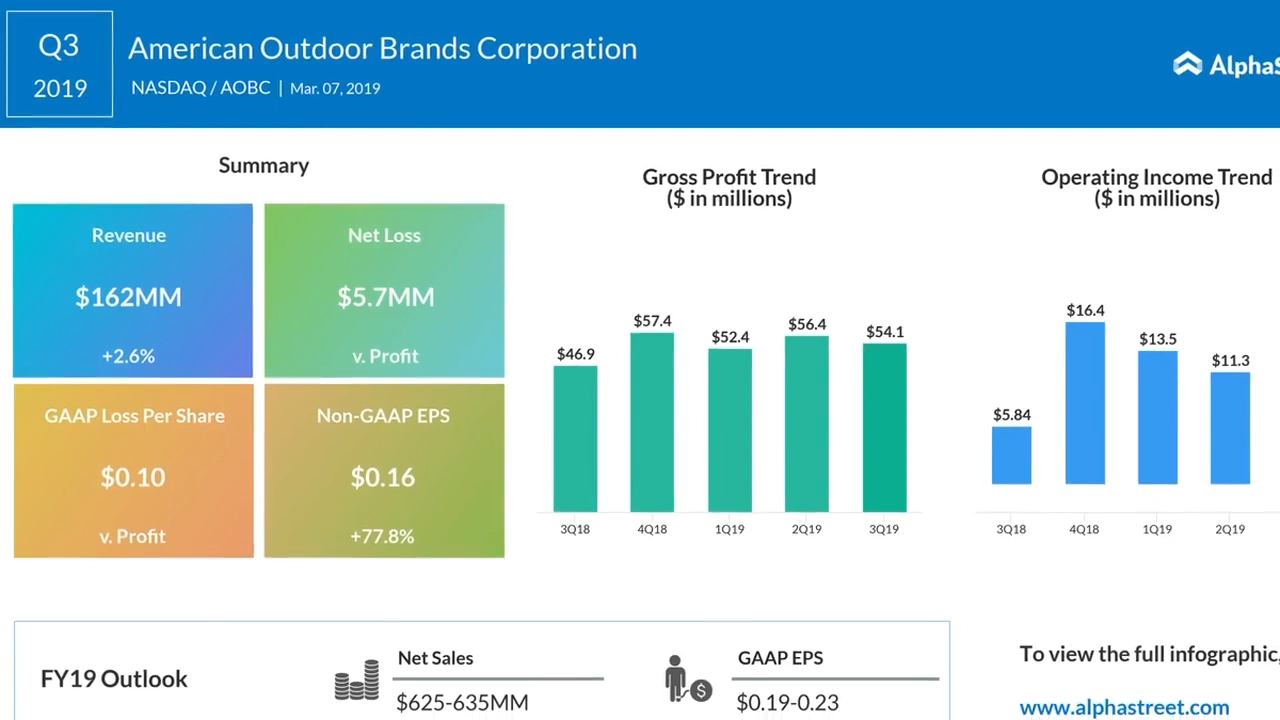 Q3
2019
American Outdoor Brands Corporation
NASDAQ / AOBC | Mar. 07, 2019
Summary
Revenue
$162MM
+2.6%
Net Loss
$5.7MM
v. Profit
GAAP Loss Per Share
$0.10
v. Profit
Non-GAAP EPS
$0.16
+77.8%
Gross Profit Trend
($ in millions)
$46.9
$57.4
$52.4
$56.4
$54.1
3Q18
4Q18
1Q19
2Q19
3Q19
Operating Income Trend
($ in millions)
$5.84
$16.4
$13.5
$11.3
3Q18
4Q18
1Q19
2Q19
FY19 Outlook
Net Sales
$625-635MM
GAAP EPS
$0.19-0.23
To view the full infographic,
www.alphastreet.com